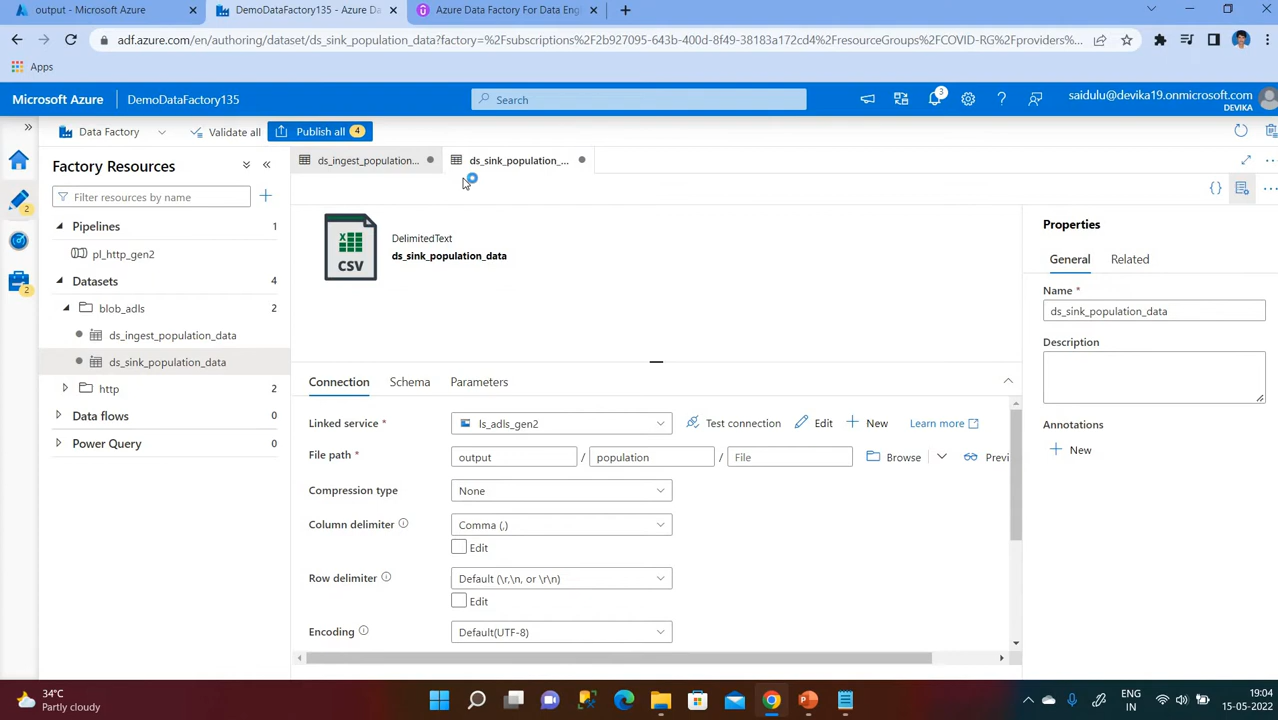 output - Microsoft Azure
DemoDataFactory135 - Azure Da
Azure Data Factory For Data Eng
adf.azure.com/en/authoring/dataset/ds_sink_population_data?factory=%2Fsubscriptions%2F2b927095-643b-400d-8f49-38183a172cd4%2FresourceGroups%2FCOVID-RG%2Fproviders%...
Apps
Microsoft Azure
DemoDataFactory135
Search
3
saidulu@devika19.onmicrosoft.com
DEVIKA
Data Factory
Validate all
Publish all
4
Factory Resources
Filter resources by name
Pipelines 1
pl_http_gen2
Datasets 4
blob_adls 2
ds_ingest_population_data
ds_sink_population_data
http 2
Data flows 0
Power Query 0
2
2
ds_ingest_population...
ds_sink_population_...
CSV
DelimitedText
ds_sink_population_data
Connection
Schema
Parameters
Linked service *
ls_adls_gen2
Test connection
Edit
New
Learn more
File path *
output
/
population
/
File
Browse
Previ
Compression type
None
Column delimiter
Comma (,)
Edit
Row delimiter
Default (\r,\n, or \r\n)
Edit
Encoding
Default(UTF-8)
Properties
General
Related
Name *
ds_sink_population_data
Description
Annotations
New
34°C
Partly cloudy
ENG
IN
19:04
15-05-2022